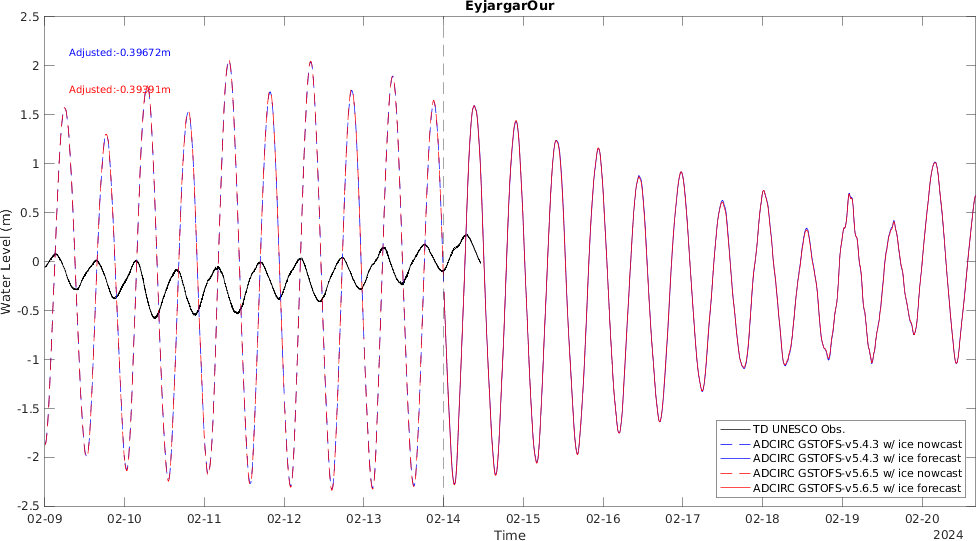 EyjargarOur
2.5
2
1.5
1
0.5
0
-0.5
-1
-1.5
-2
-2.5
Water Level (m)
Adjusted:-0.39672m
Adjusted:-0.39391m
TD UNESCO Obs.
ADCIRC GSTOFS-v5.4.3 w/ ice nowcast
ADCIRC GSTOFS-v5.4.3 w/ ice forecast
ADCIRC GSTOFS-v5.6.5 w/ ice nowcast
ADCIRC GSTOFS-v5.6.5 w/ ice forecast
02-09 02-10 02-11 02-12 02-13 02-14 02-15 02-16 02-17 02-18 02-19 02-20
Time
2024